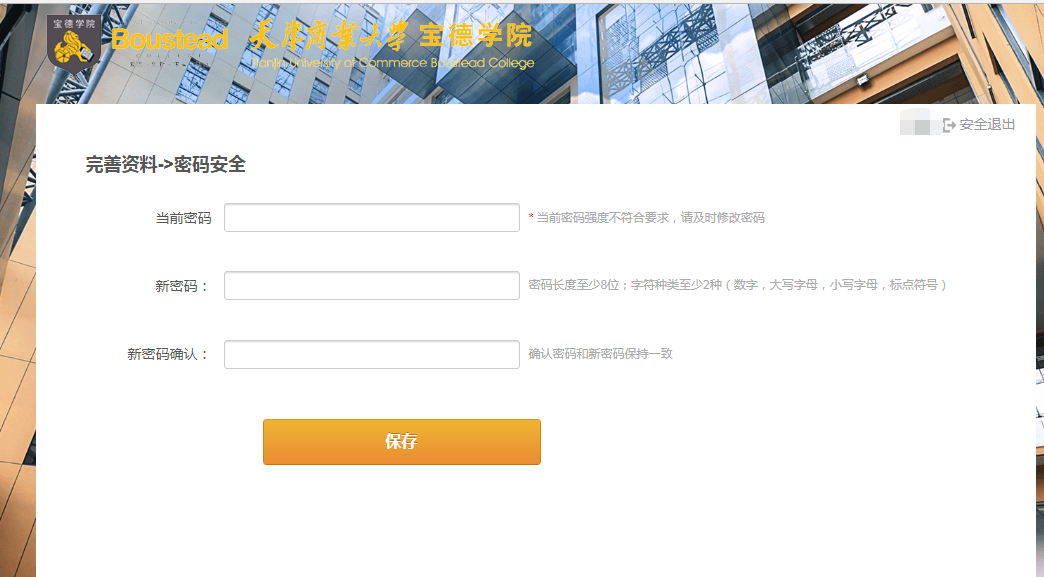 宝德学院
Boustead
天津商业大学 宝德学院
Tianjin University of Commerce Boustead College
安全退出
完善资料->密码安全
当前密码
* 当前密码强度不符合要求，请及时修改密码
新密码：
密码长度至少8位；字符种类至少2种（数字，大写字母，小写字母，标点符号）
新密码确认：
确认密码和新密码保持一致
保存